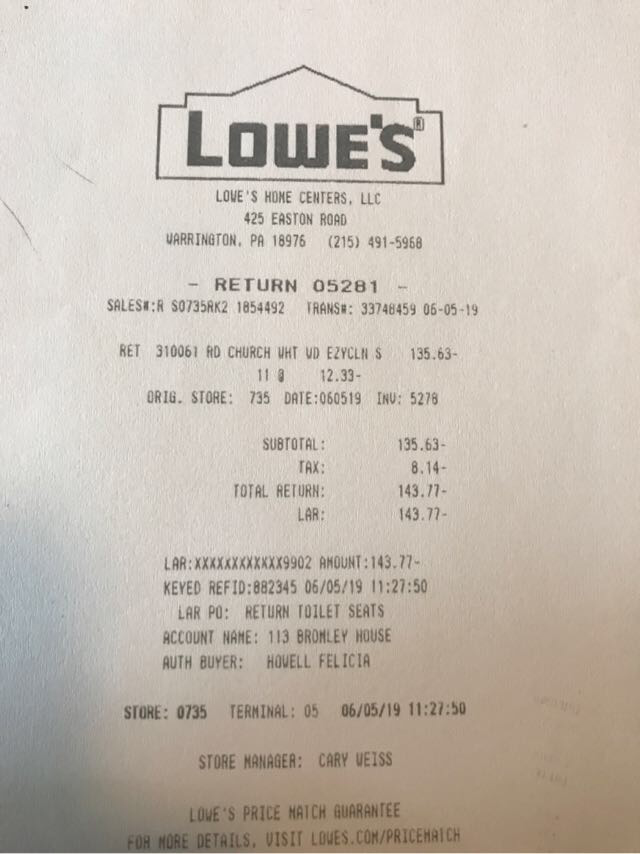 LOWE'S®
LOWE'S HOME CENTERS, LLC
425 EASTON ROAD
WARRINGTON, PA 18976 (215) 491-5968
- RETURN 05281 -
SALES#:R S0735RK2 1854492 TRANS#: 33748459 06-05-19
RET 310061 RD CHURCH WHT WD EZYCLN S 135.63-
11 @ 12.33-
ORIG. STORE: 735 DATE:060519 INV: 5278
SUBTOTAL: 135.63-
TAX: 8.14-
TOTAL RETURN: 143.77-
LAR: 143.77-
LAR:XXXXXXXXXXXX9902 AMOUNT:143.77-
KEYED REFID:882345 06/05/19 11:27:50
LAR PO: RETURN TOILET SEATS
ACCOUNT NAME: 113 BROMLEY HOUSE
AUTH BUYER: HOWELL FELICIA
STORE: 0735 TERMINAL: 05 06/05/19 11:27:50
STORE MANAGER: CARY WEISS
LOWE'S PRICE MATCH GUARANTEE
FOR MORE DETAILS, VISIT LOWES.COM/PRICEMATCH